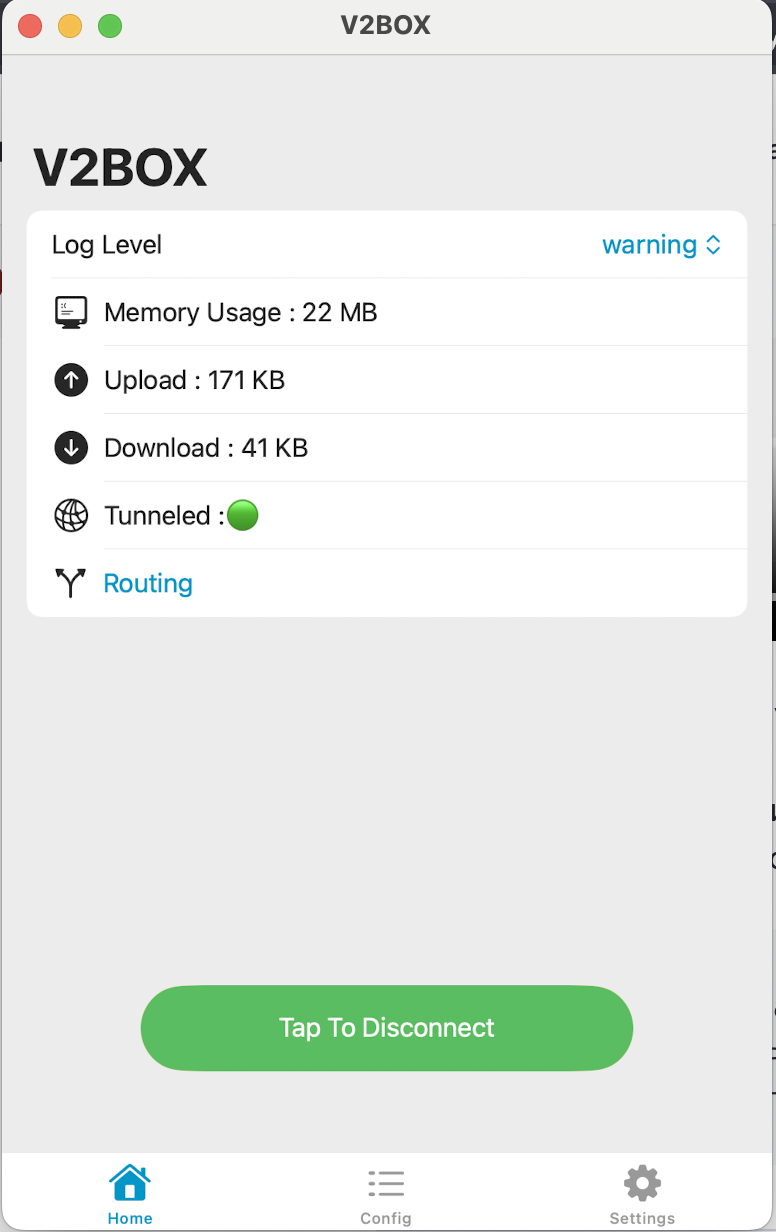 V2BOX
V2BOX
Log Level warning
Memory Usage : 22 MB
Upload : 171 KB
Download : 41 KB
Tunneled :
Routing
Tap To Disconnect
Home Config Settings